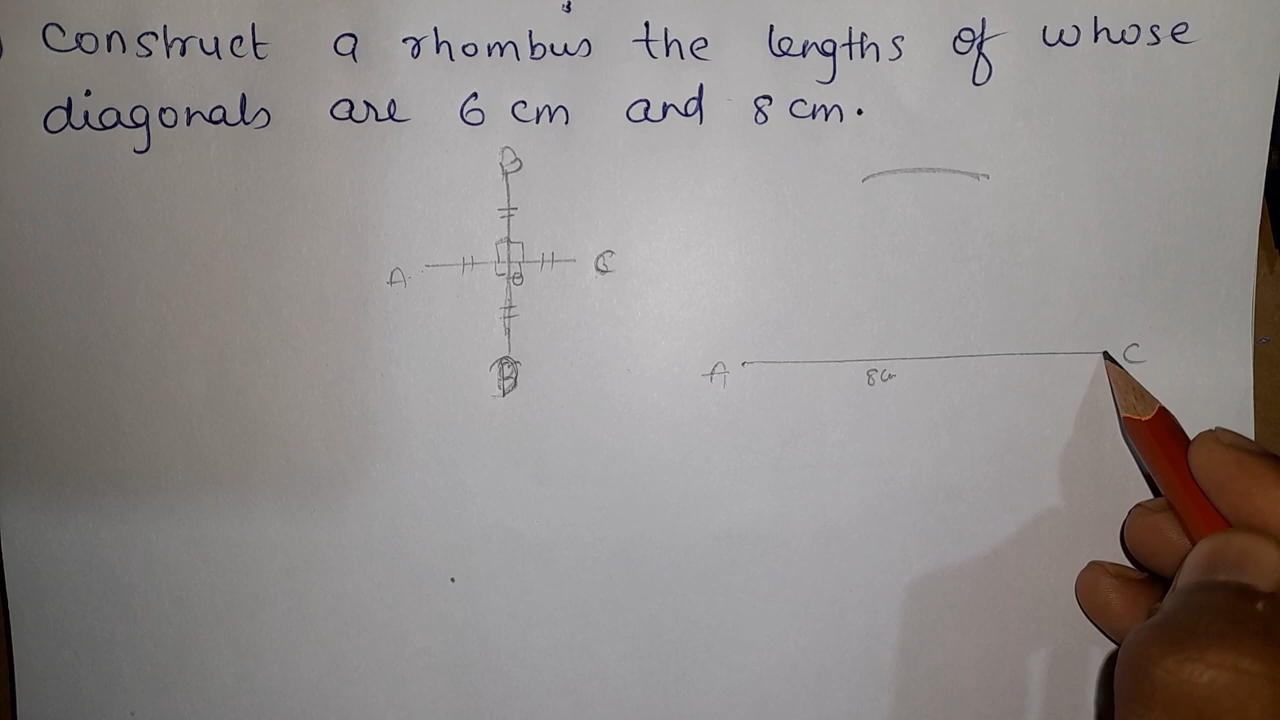 Construct a rhombus the lengths of whose
diagonals are 6 cm and 8 cm.
A C
B
A C
8cm